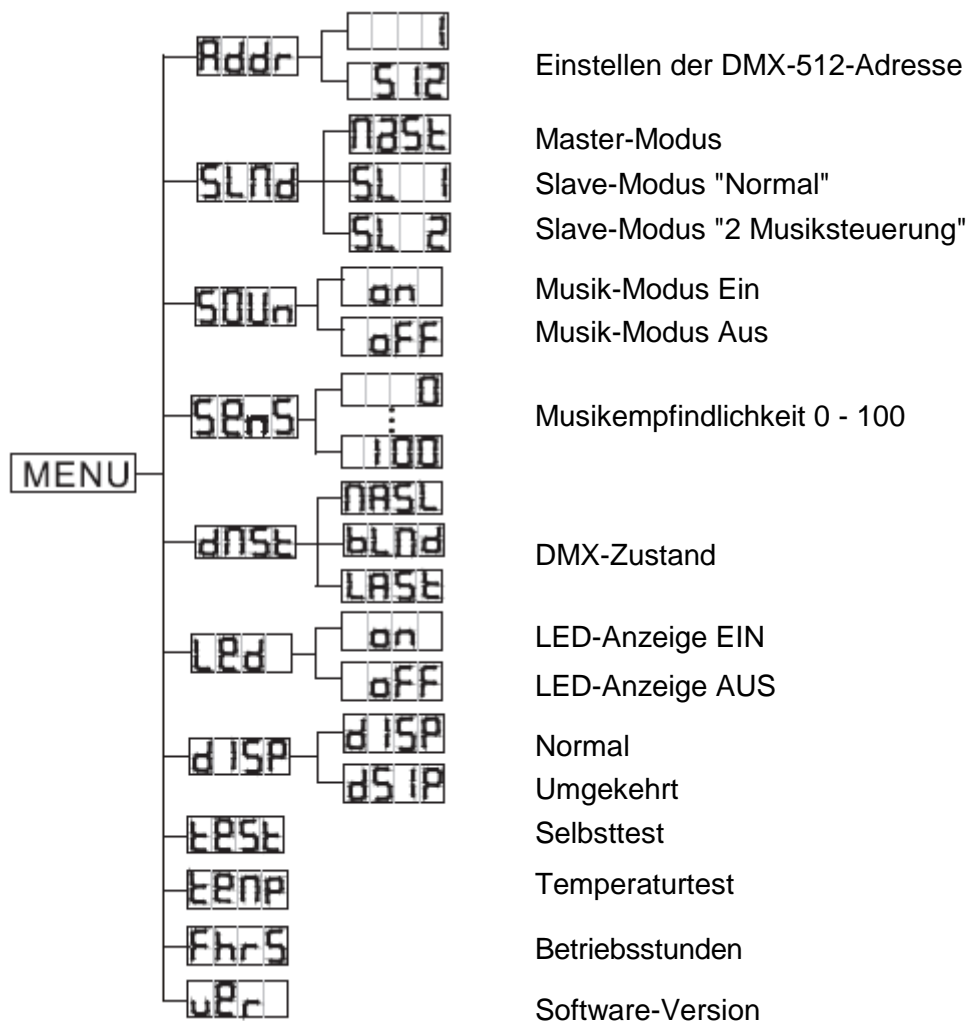 1
Addr
512
Einstellen der DMX-512-Adresse
MaSt
Master-Modus
SLMd
SL 1
Slave-Modus "Normal"
SL 2
Slave-Modus "2 Musiksteuerung"
SOUn
on
Musik-Modus Ein
oFF
Musik-Modus Aus
SenS
0
Musikempfindlichkeit 0 - 100
100
MENU
dMSt
MASL
bLMd
DMX-Zustand
LASt
Led
on
LED-Anzeige EIN
oFF
LED-Anzeige AUS
dISP
dISP
Normal
dSIP
Umgekehrt
teSt
Selbsttest
temp
Temperaturtest
FhrS
Betriebsstunden
ver
Software-Version